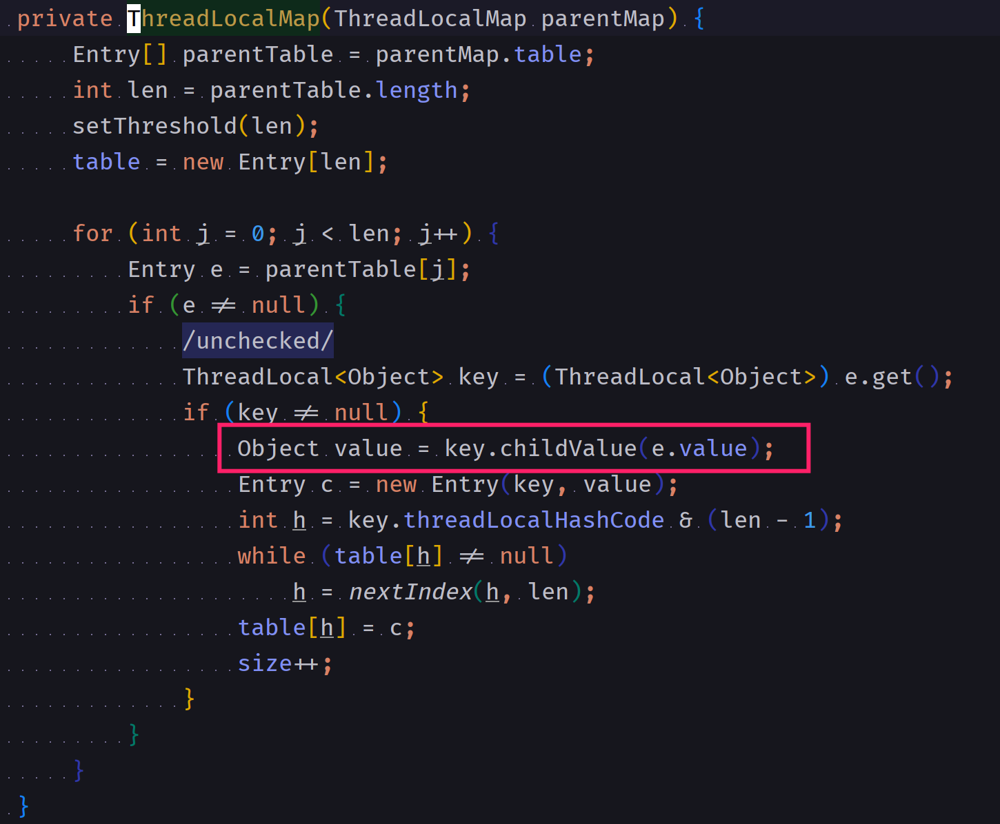 private ThreadLocalMap(ThreadLocalMap parentMap) {
Entry[] parentTable = parentMap.table;
int len = parentTable.length;
setThreshold(len);
table = new Entry[len];
for (int j = 0; j < len; j++) {
Entry e = parentTable[j];
if (e ≠ null) {
/unchecked/
ThreadLocal<Object> key = (ThreadLocal<Object>) e.get();
if (key ≠ null) {
Object value = key.childValue(e.value);
Entry c = new Entry(key, value);
int h = key.threadLocalHashCode & (len - 1);
while (table[h] ≠ null)
h = nextIndex(h, len);
table[h] = c;
size++;
}
}
}
}